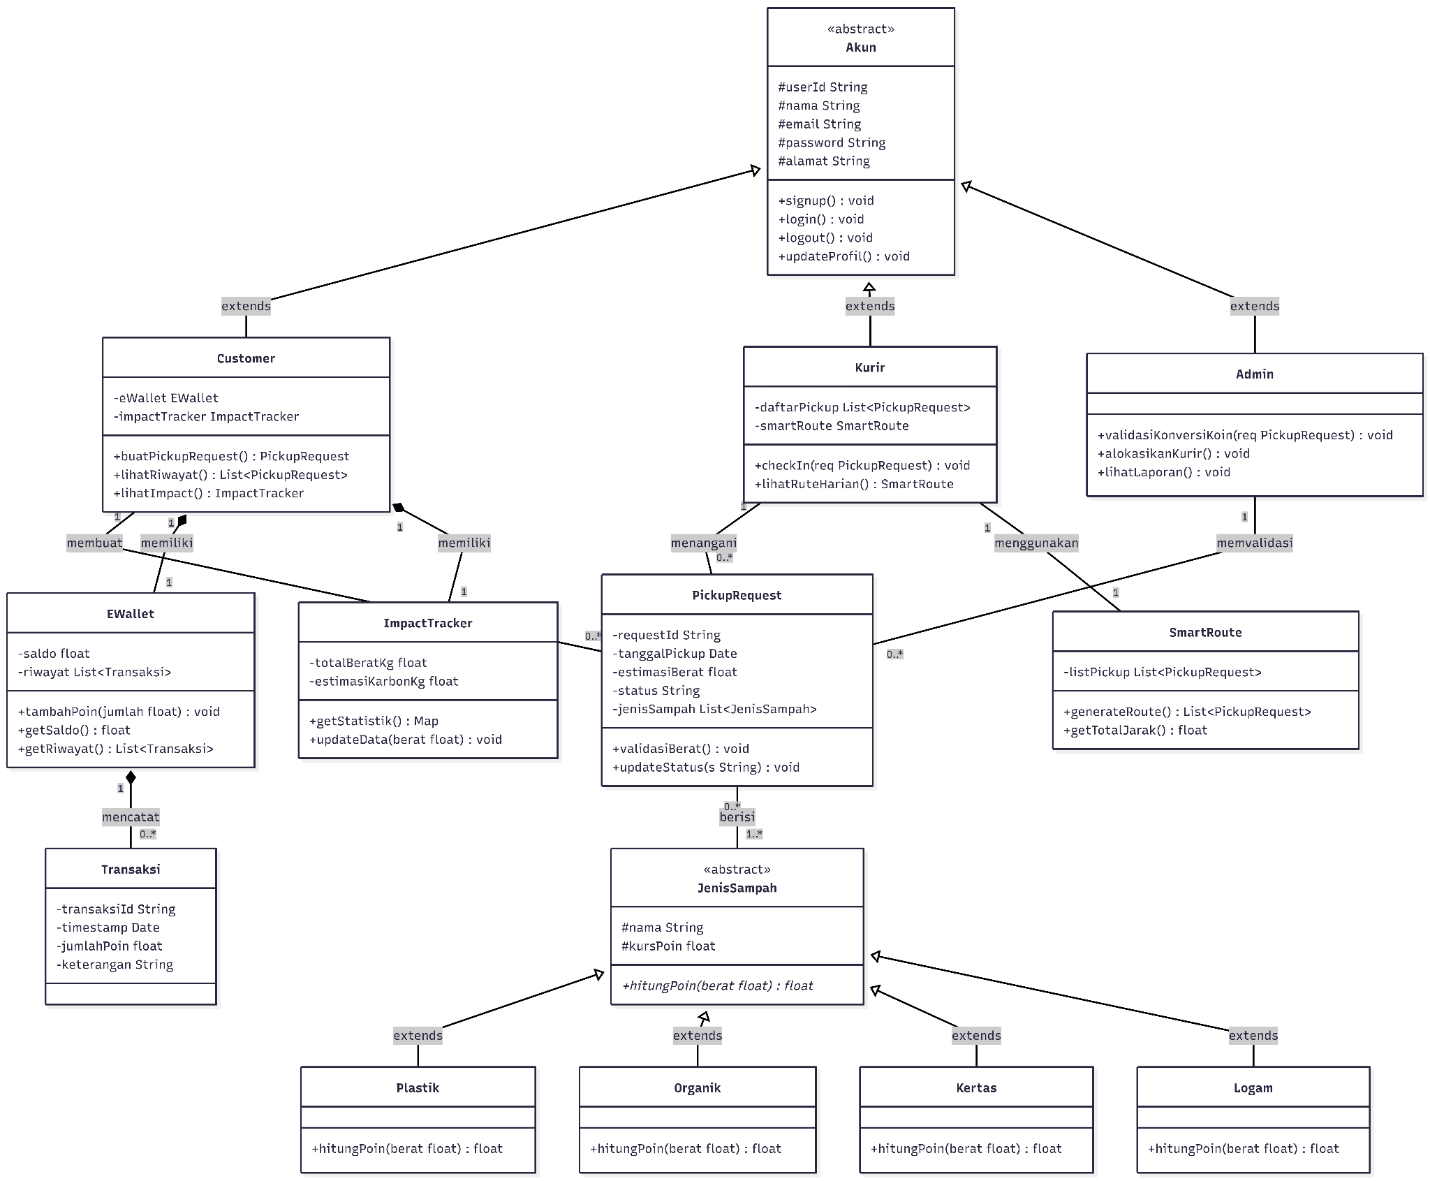 «abstract»
Akun
#userId String
#nama String
#email String
#password String
#alamat String
+signup() : void
+login() : void
+logout() : void
+updateProfil() : void
extends
extends
extends
Customer
-eWallet EWallet
-impactTracker ImpactTracker
+buatPickupRequest() : PickupRequest
+lihatRiwayat() : List<PickupRequest>
+lihatImpact() : ImpactTracker
Kurir
-daftarPickup List<PickupRequest>
-smartRoute SmartRoute
+checkIn(req PickupRequest) : void
+lihatRuteHarian() : SmartRoute
Admin
+validasiKonversiKoin(req PickupRequest) : void
+alokasikanKurir() : void
+lihatLaporan() : void
1
1
1
1
1
1
membuat
memiliki
memiliki
menangani
menggunakan
memvalidasi
1
1
0..*
1
0..*
0..*
EWallet
-saldo float
-riwayat List<Transaksi>
+tambahPoin(jumlah float) : void
+getSaldo() : float
+getRiwayat() : List<Transaksi>
ImpactTracker
-totalBeratKg float
-estimasiKarbonKg float
+getStatistik() : Map
+updateData(berat float) : void
PickupRequest
-requestId String
-tanggalPickup Date
-estimasiBerat float
-status String
-jenisSampah List<JenisSampah>
+validasiBerat() : void
+updateStatus(s String) : void
SmartRoute
-listPickup List<PickupRequest>
+generateRoute() : List<PickupRequest>
+getTotalJarak() : float
1
mencatat
0..*
0..*
berisi
1..*
Transaksi
-transaksiId String
-timestamp Date
-jumlahPoin float
-keterangan String
«abstract»
JenisSampah
#nama String
#kursPoin float
+hitungPoin(berat float) : float
extends
extends
extends
extends
Plastik
+hitungPoin(berat float) : float
Organik
+hitungPoin(berat float) : float
Kertas
+hitungPoin(berat float) : float
Logam
+hitungPoin(berat float) : float